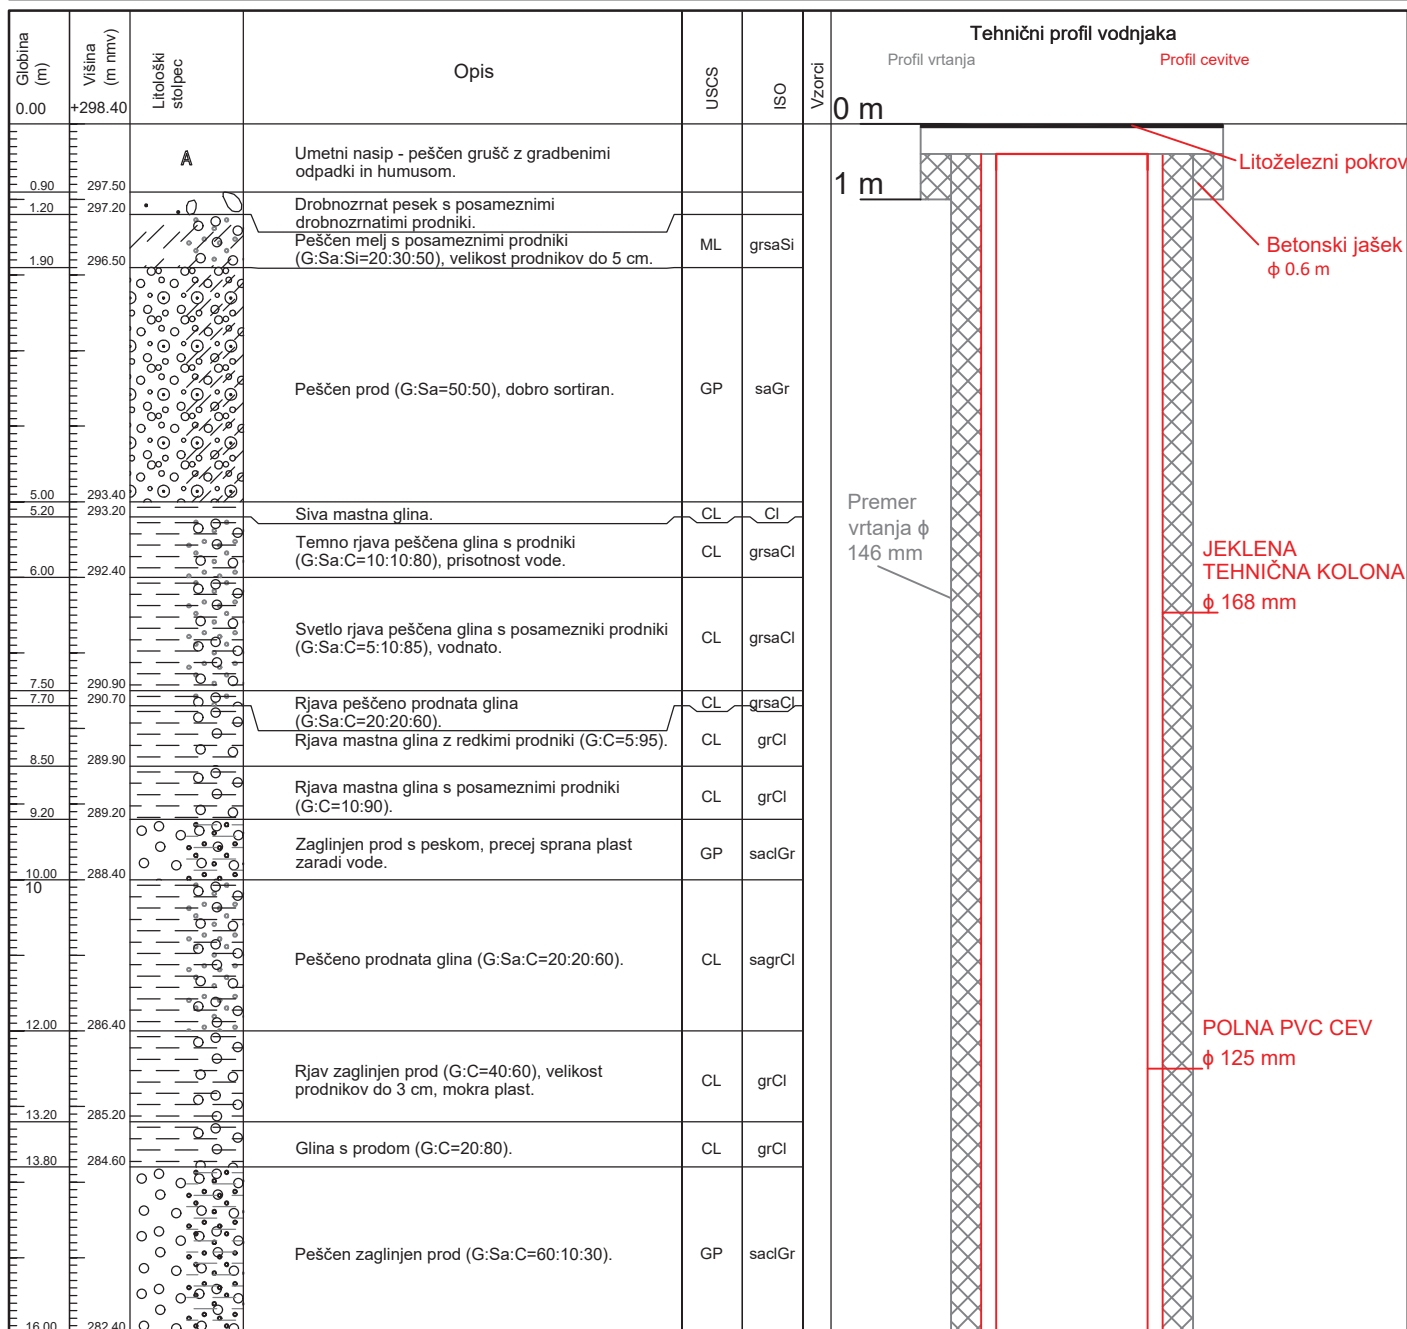 Globina
(m)
0.00
Višina
(m nmv)
+298.40
Litološki
stolpec
Opis
USCS
ISO
Vzorci
Tehnični profil vodnjaka
Profil vrtanja
Profil cevitve
0 m
A
Umetni nasip - peščen grušč z gradbenimi
odpadki in humusom.
Litoželezni pokrov
0.90
297.50
1 m
Drobnozrnat pesek s posameznimi
drobnozrnatimi prodniki.
1.20
297.20
Peščen melj s posameznimi prodniki
(G:Sa:Si=20:30:50), velikost prodnikov do 5 cm.
ML
grsaSi
Betonski jašek
ϕ 0.6 m
1.90
296.50
Peščen prod (G:Sa=50:50), dobro sortiran.
GP
saGr
5.00
293.40
Siva mastna glina.
CL
Cl
5.20
293.20
Premer
vrtanja ϕ
146 mm
Temno rjava peščena glina s prodniki
(G:Sa:C=10:10:80), prisotnost vode.
CL
grsaCl
6.00
292.40
JEKLENA
TEHNIČNA KOLONA
ϕ 168 mm
Svetlo rjava peščena glina s posamezniki prodniki
(G:Sa:C=5:10:85), vodnato.
CL
grsaCl
7.50
290.90
Rjava peščeno prodnata glina
(G:Sa:C=20:20:60).
CL
grsaCl
7.70
290.70
Rjava mastna glina z redkimi prodniki (G:C=5:95).
CL
grCl
8.50
289.90
Rjava mastna glina s posameznimi prodniki
(G:C=10:90).
CL
grCl
9.20
289.20
Zaglinjen prod s peskom, precej sprana plast
zaradi vode.
GP
saclGr
10.00
288.40
10
Peščeno prodnata glina (G:Sa:C=20:20:60).
CL
sagrCl
12.00
286.40
POLNA PVC CEV
ϕ 125 mm
Rjav zaglinjen prod (G:C=40:60), velikost
prodnikov do 3 cm, mokra plast.
CL
grCl
13.20
285.20
Glina s prodom (G:C=20:80).
CL
grCl
13.80
284.60
Peščen zaglinjen prod (G:Sa:C=60:10:30).
GP
saclGr
16.00
282.40